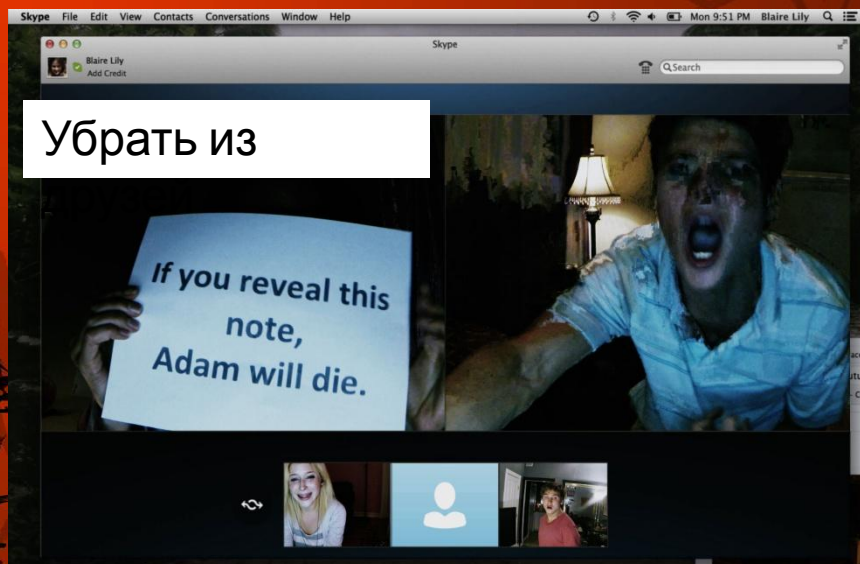 Skype File Edit View Contacts Conversations Window Help Mon 9:51 PM Blaire Lily
Skype
Blaire Lily
Add Credit
Search
Убрать из
друзей
If you reveal this
note,
Adam will die.